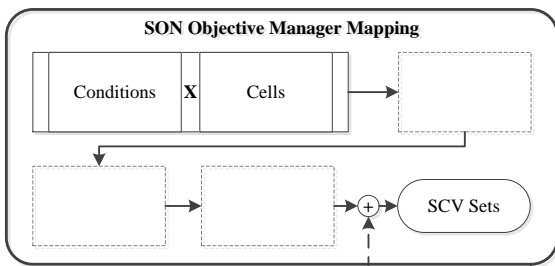 SON Objective Manager Mapping
Conditions X Cells
+
SCV Sets